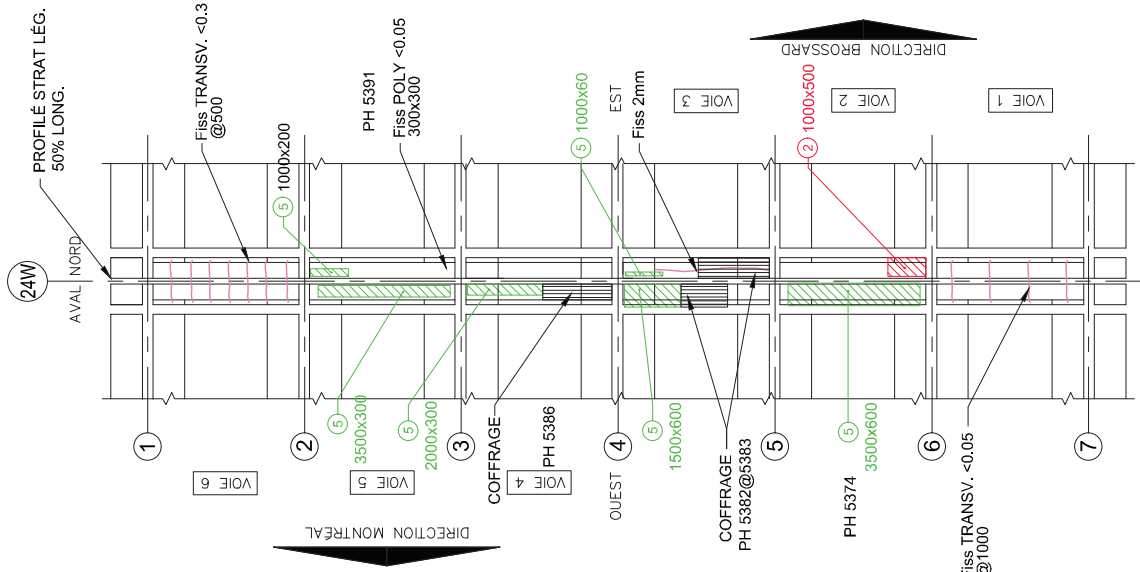 PROFILÉ STRAT LÉG.
50% LONG.
Fiss TRANSV. <0.3
@500
24W
AVAL NORD
5 1000x200
PH 5391
Fiss POLY <0.05
300x300
EST
5 1000x60
Fiss 2mm
VOIE 3
DIRECTION BROSSARD
2 1000x500
VOIE 2
VOIE 1
1
2
3
4
5
6
7
VOIE 6
5
3500x300
VOIE 5
5
2000x300
COFFRAGE
PH 5386
VOIE 4
DIRECTION MONTRÉAL
OUEST
5
1500x600
COFFRAGE
PH 5382@5383
5
3500x600
PH 5374
Fiss TRANSV. <0.05
@1000